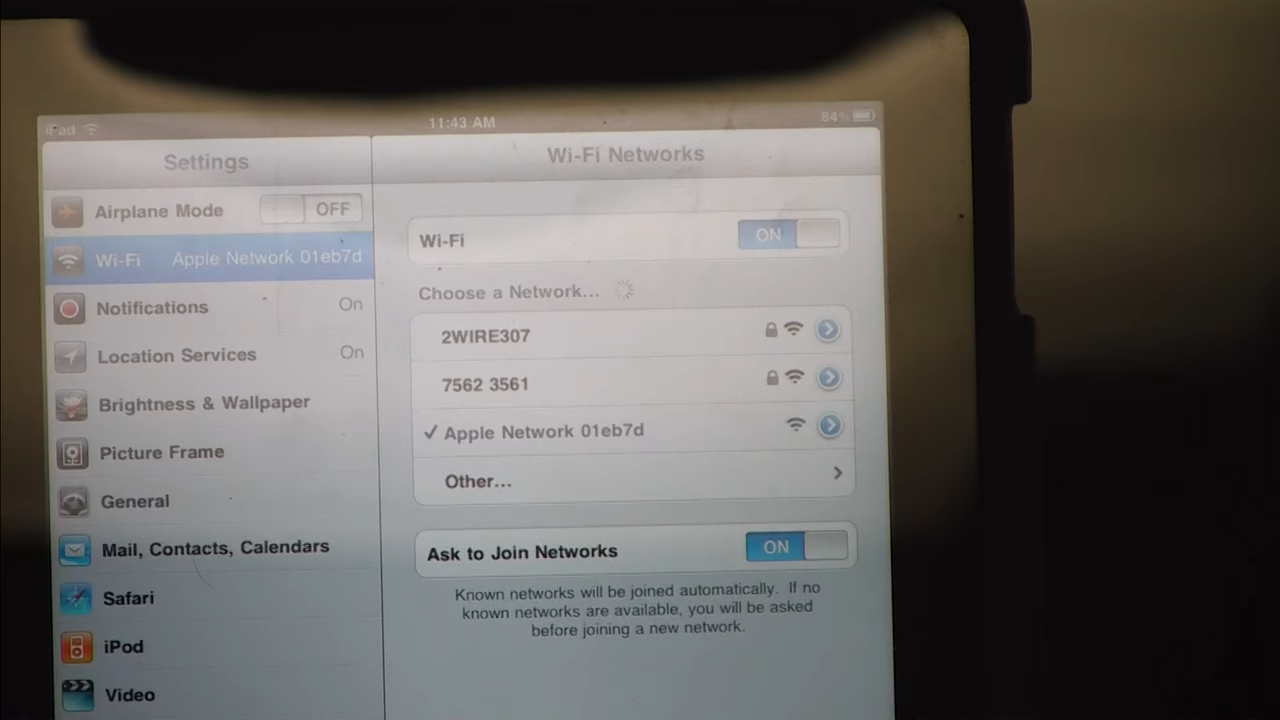 iPad
11:43 AM
84%
Settings
Wi-Fi Networks
Airplane Mode OFF
Wi-Fi Apple Network 01eb7d
Notifications On
Location Services On
Brightness & Wallpaper
Picture Frame
General
Mail, Contacts, Calendars
Safari
iPod
Video
Wi-Fi ON
Choose a Network...
2WIRE307
7562 3561
✓ Apple Network 01eb7d
Other...
Ask to Join Networks ON
Known networks will be joined automatically. If no
known networks are available, you will be asked
before joining a new network.